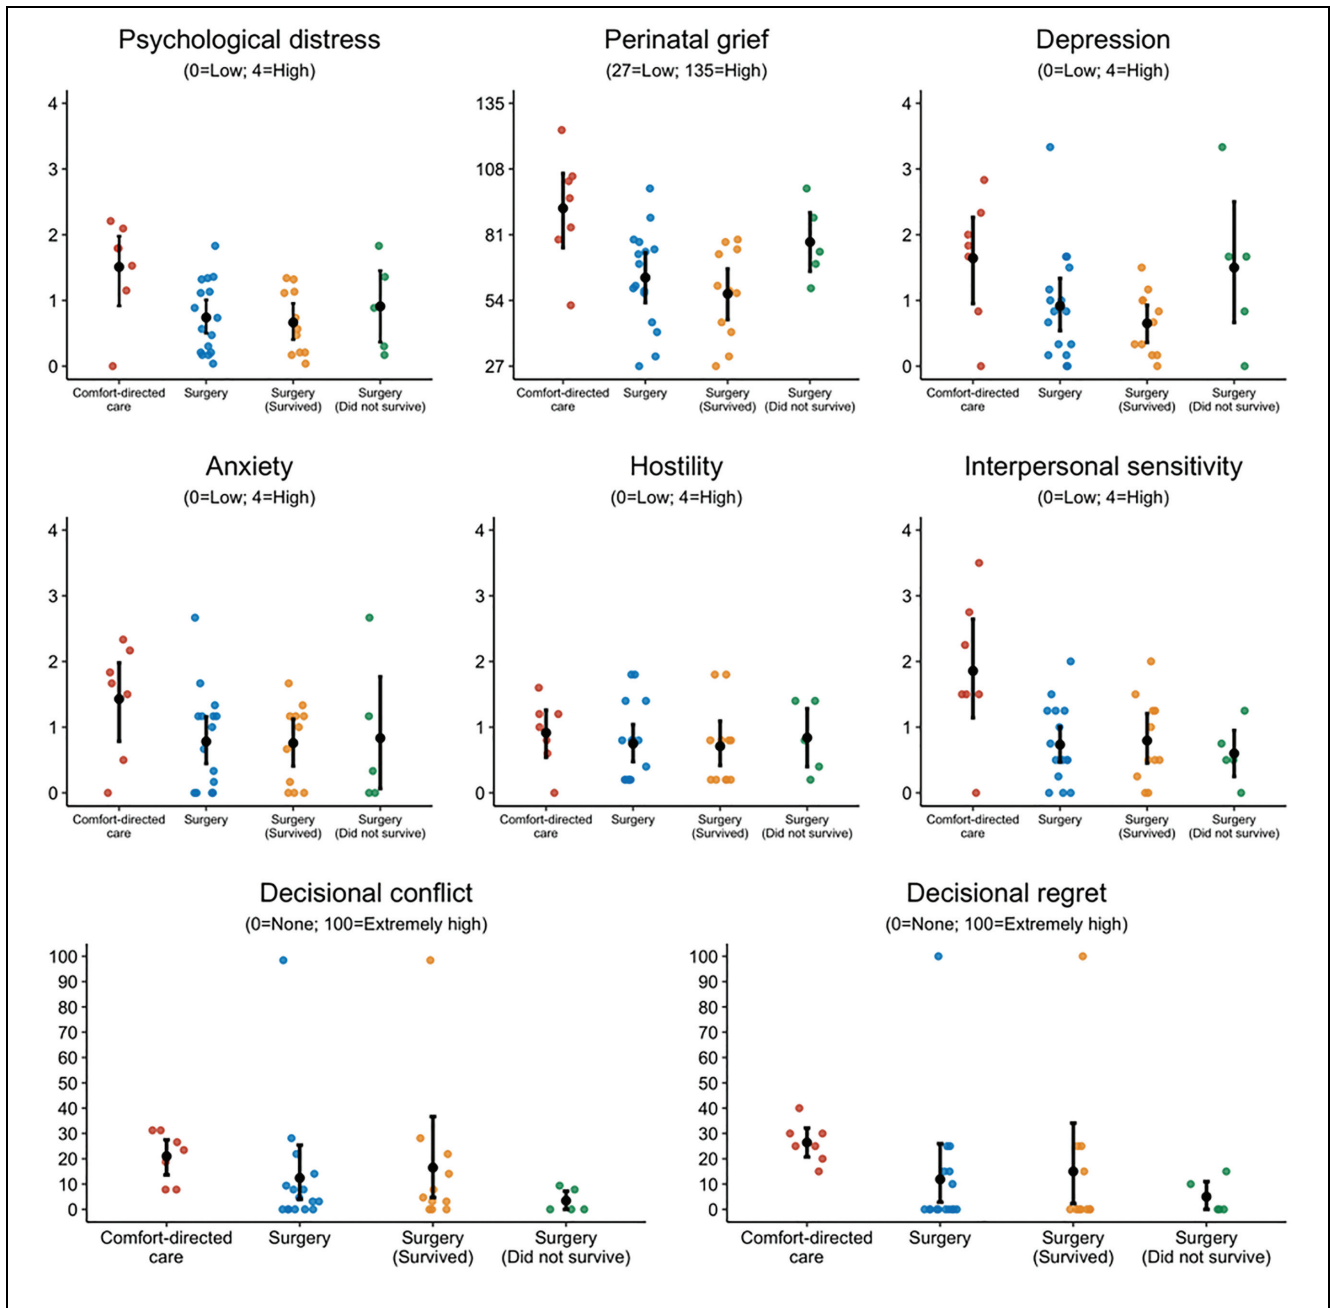 Psychological distress
(0=Low; 4=High)
4
3
2
1
0
Comfort-directed care
Surgery
Surgery (Survived)
Surgery (Did not survive)
Perinatal grief
(27=Low; 135=High)
135
108
81
54
27
Comfort-directed care
Surgery
Surgery (Survived)
Surgery (Did not survive)
Depression
(0=Low; 4=High)
4
3
2
1
0
Comfort-directed care
Surgery
Surgery (Survived)
Surgery (Did not survive)
Anxiety
(0=Low; 4=High)
4
3
2
1
0
Comfort-directed care
Surgery
Surgery (Survived)
Surgery (Did not survive)
Hostility
(0=Low; 4=High)
4
3
2
1
0
Comfort-directed care
Surgery
Surgery (Survived)
Surgery (Did not survive)
Interpersonal sensitivity
(0=Low; 4=High)
4
3
2
1
0
Comfort-directed care
Surgery
Surgery (Survived)
Surgery (Did not survive)
Decisional conflict
(0=None; 100=Extremely high)
100
90
80
70
60
50
40
30
20
10
0
Comfort-directed care
Surgery
Surgery (Survived)
Surgery (Did not survive)
Decisional regret
(0=None; 100=Extremely high)
100
90
80
70
60
50
40
30
20
10
0
Comfort-directed care
Surgery
Surgery (Survived)
Surgery (Did not survive)